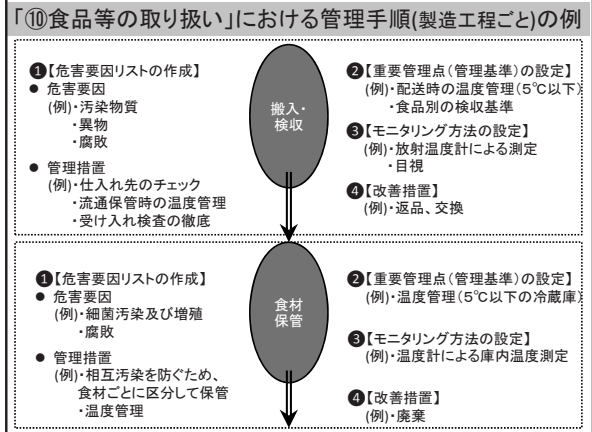 「⑩食品等の取り扱い」における管理手順(製造工程ごと)の例
❶【危害要因リストの作成】
● 危害要因
(例)・汚染物質
・異物
・腐敗
● 管理措置
(例)・仕入れ先のチェック
・流通保管時の温度管理
・受け入れ検査の徹底
搬入・
検収
❷【重要管理点(管理基準)の設定】
(例)・配送時の温度管理(5℃以下)
・食品別の検収基準
❸【モニタリング方法の設定】
(例)・放射温度計による測定
・目視
❹【改善措置】
(例)・返品、交換
❶【危害要因リストの作成】
● 危害要因
(例)・細菌汚染及び増殖
・腐敗
● 管理措置
(例)・相互汚染を防ぐため、
食材ごとに区分して保管
・温度管理
食材
保管
❷【重要管理点(管理基準)の設定】
(例)・温度管理(5℃以下の冷蔵庫)
❸【モニタリング方法の設定】
(例)・温度計による庫内温度測定
❹【改善措置】
(例)・廃棄